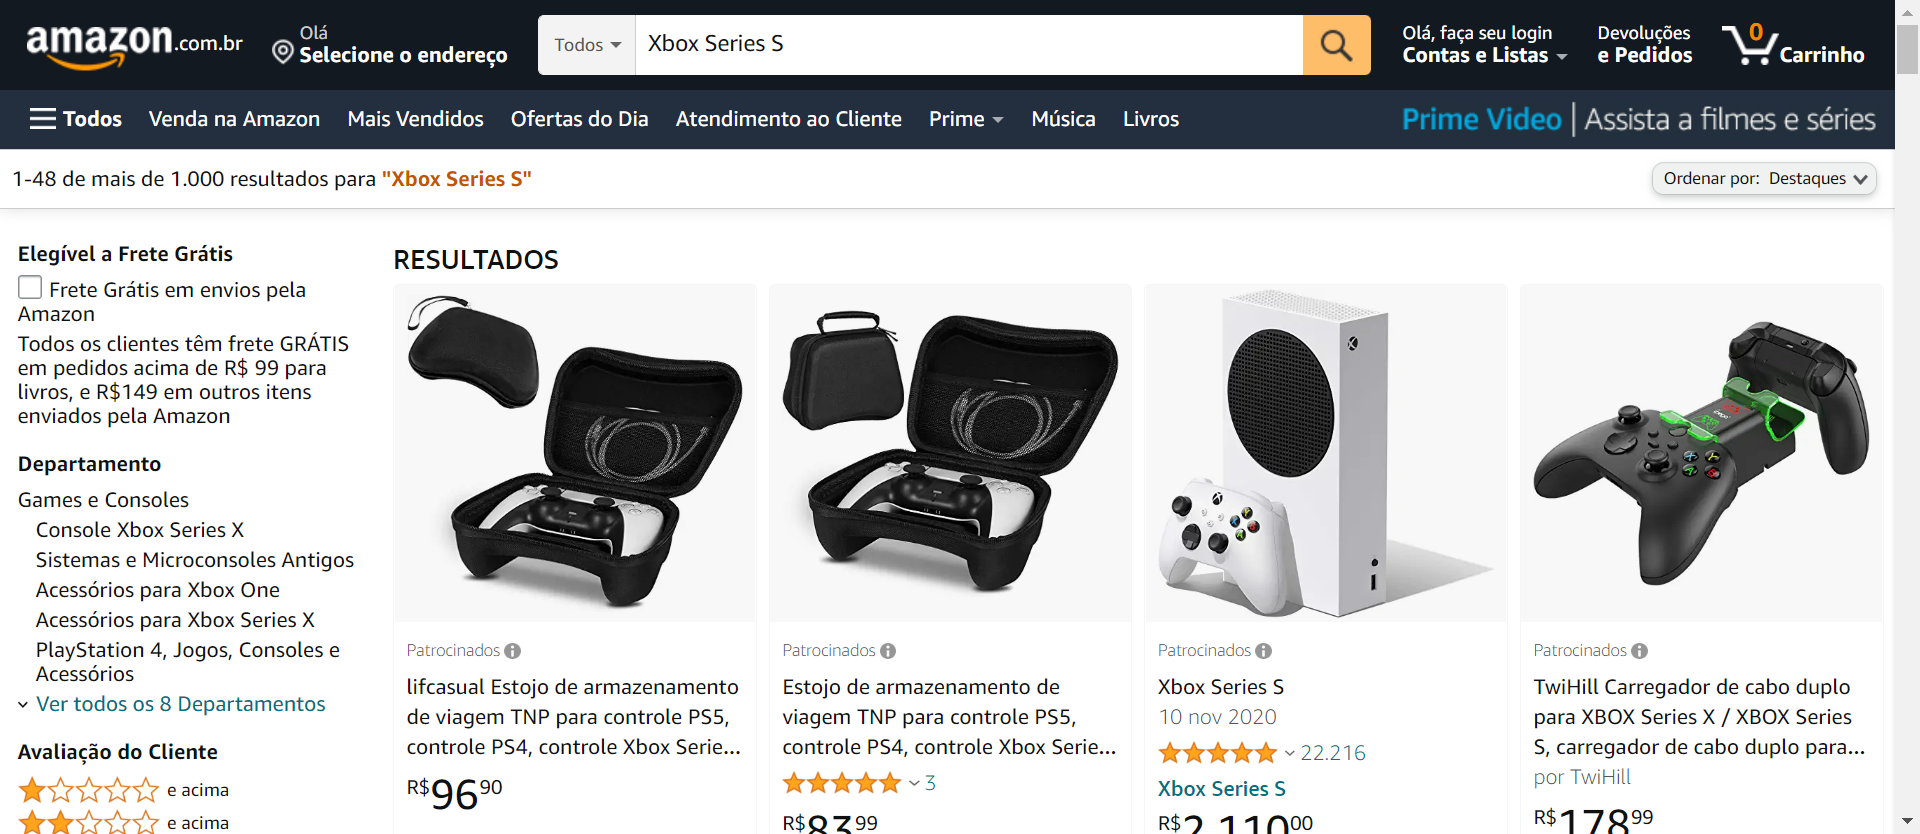 amazon.com.br
Olá
Selecione o endereço
Todos
Xbox Series S
Olá, faça seu login
Contas e Listas
Devoluções
e Pedidos
0
Carrinho
Todos
Venda na Amazon
Mais Vendidos
Ofertas do Dia
Atendimento ao Cliente
Prime
Música
Livros
Prime Video | Assista a filmes e séries
1-48 de mais de 1.000 resultados para "Xbox Series S"
Ordenar por: Destaques
Elegível a Frete Grátis
Frete Grátis em envios pela
Amazon
Todos os clientes têm frete GRÁTIS
em pedidos acima de R$ 99 para
livros, e R$149 em outros itens
enviados pela Amazon
Departamento
Games e Consoles
Console Xbox Series X
Sistemas e Microconsoles Antigos
Acessórios para Xbox One
Acessórios para Xbox Series X
PlayStation 4, Jogos, Consoles e
Acessórios
Ver todos os 8 Departamentos
Avaliação do Cliente
e acima
e acima
RESULTADOS
Patrocinados
lifcasual Estojo de armazenamento
de viagem TNP para controle PS5,
controle PS4, controle Xbox Serie...
R$96 90
Patrocinados
Estojo de armazenamento de
viagem TNP para controle PS5,
controle PS4, controle Xbox Serie...
3
R$83 99
Patrocinados
Xbox Series S
10 nov 2020
22.216
Xbox Series S
R$2.110 00
Patrocinados
TwiHill Carregador de cabo duplo
para XBOX Series X / XBOX Series
S, carregador de cabo duplo para...
por TwiHill
R$178 99